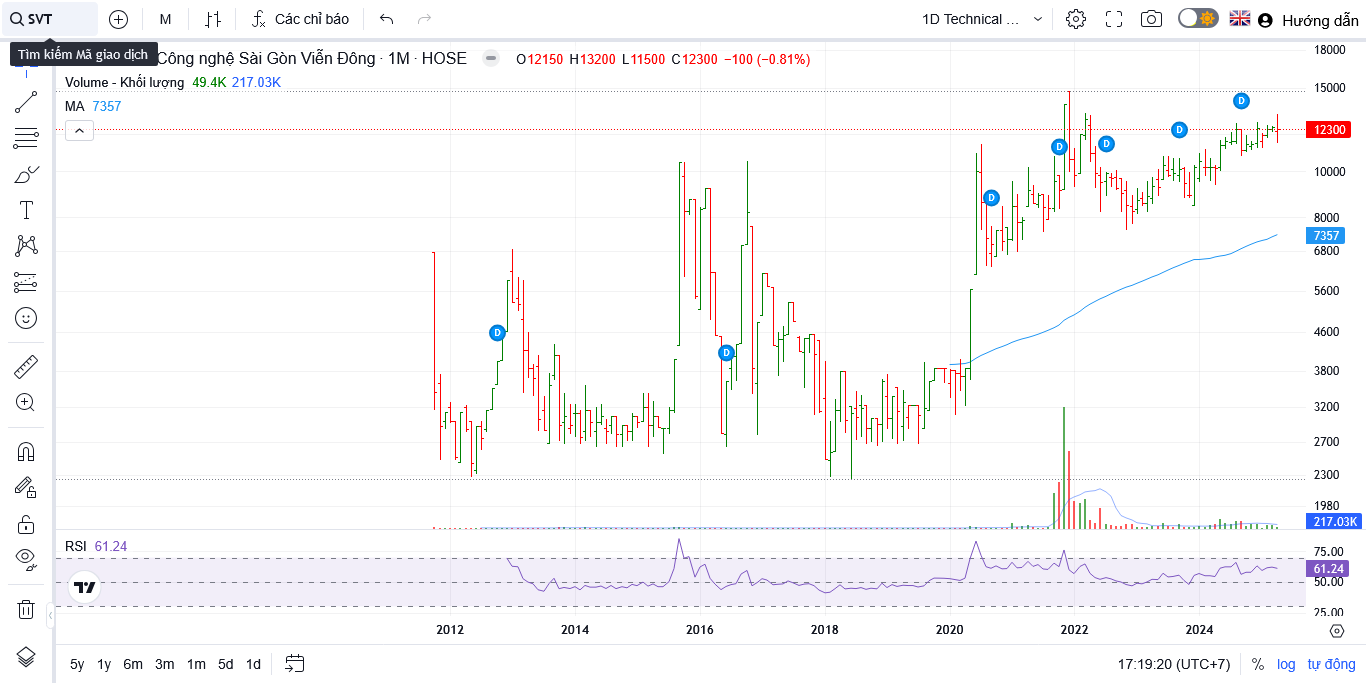 SVT
M
Các chỉ báo
1D Technical ...
Hướng dẫn
Tìm kiếm Mã giao dịch
Công nghệ Sài Gòn Viễn Đông · 1M · HOSE
O12150 H13200 L11500 C12300 −100 (−0.81%)
Volume - Khối lượng 49.4K 217.03K
MA 7357
18000
15000
12300
10000
8000
7357
6800
5600
4600
3800
3200
2700
2300
1980
217.03K
D
D
D
D
D
D
D
RSI 61.24
75.00
61.24
50.00
25.00
2012 2014 2016 2018 2020 2022 2024
5y 1y 6m 3m 1m 5d 1d
17:19:20 (UTC+7)
% log tự động